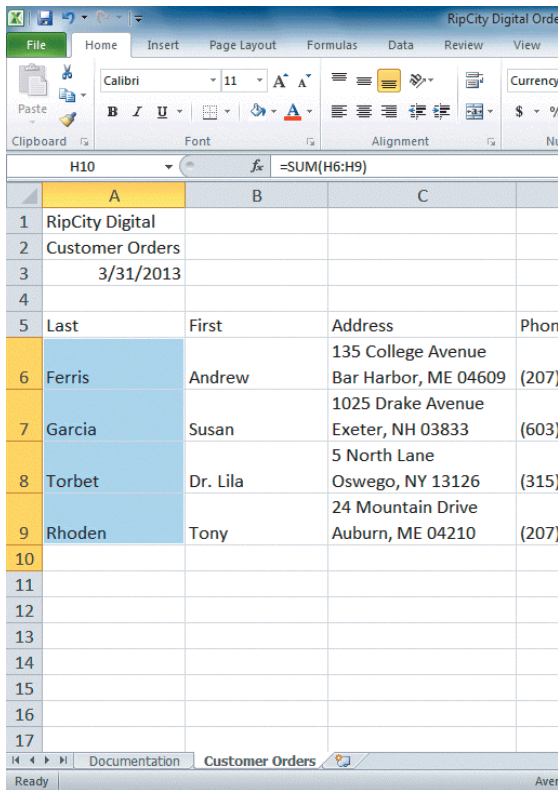 RipCity Digital Orde
File Home Insert Page Layout Formulas Data Review View
Calibri 11 A A Currency
Paste B I U A $ %
Clipboard Font Alignment Nu
H10 fx =SUM(H6:H9)
A B C
1 RipCity Digital
2 Customer Orders
3 3/31/2013
4
5 Last First Address Phon
135 College Avenue
6 Ferris Andrew Bar Harbor, ME 04609 (207)
1025 Drake Avenue
7 Garcia Susan Exeter, NH 03833 (603)
5 North Lane
8 Torbet Dr. Lila Oswego, NY 13126 (315)
24 Mountain Drive
9 Rhoden Tony Auburn, ME 04210 (207)
10
11
12
13
14
15
16
17
Documentation Customer Orders
Ready Aver